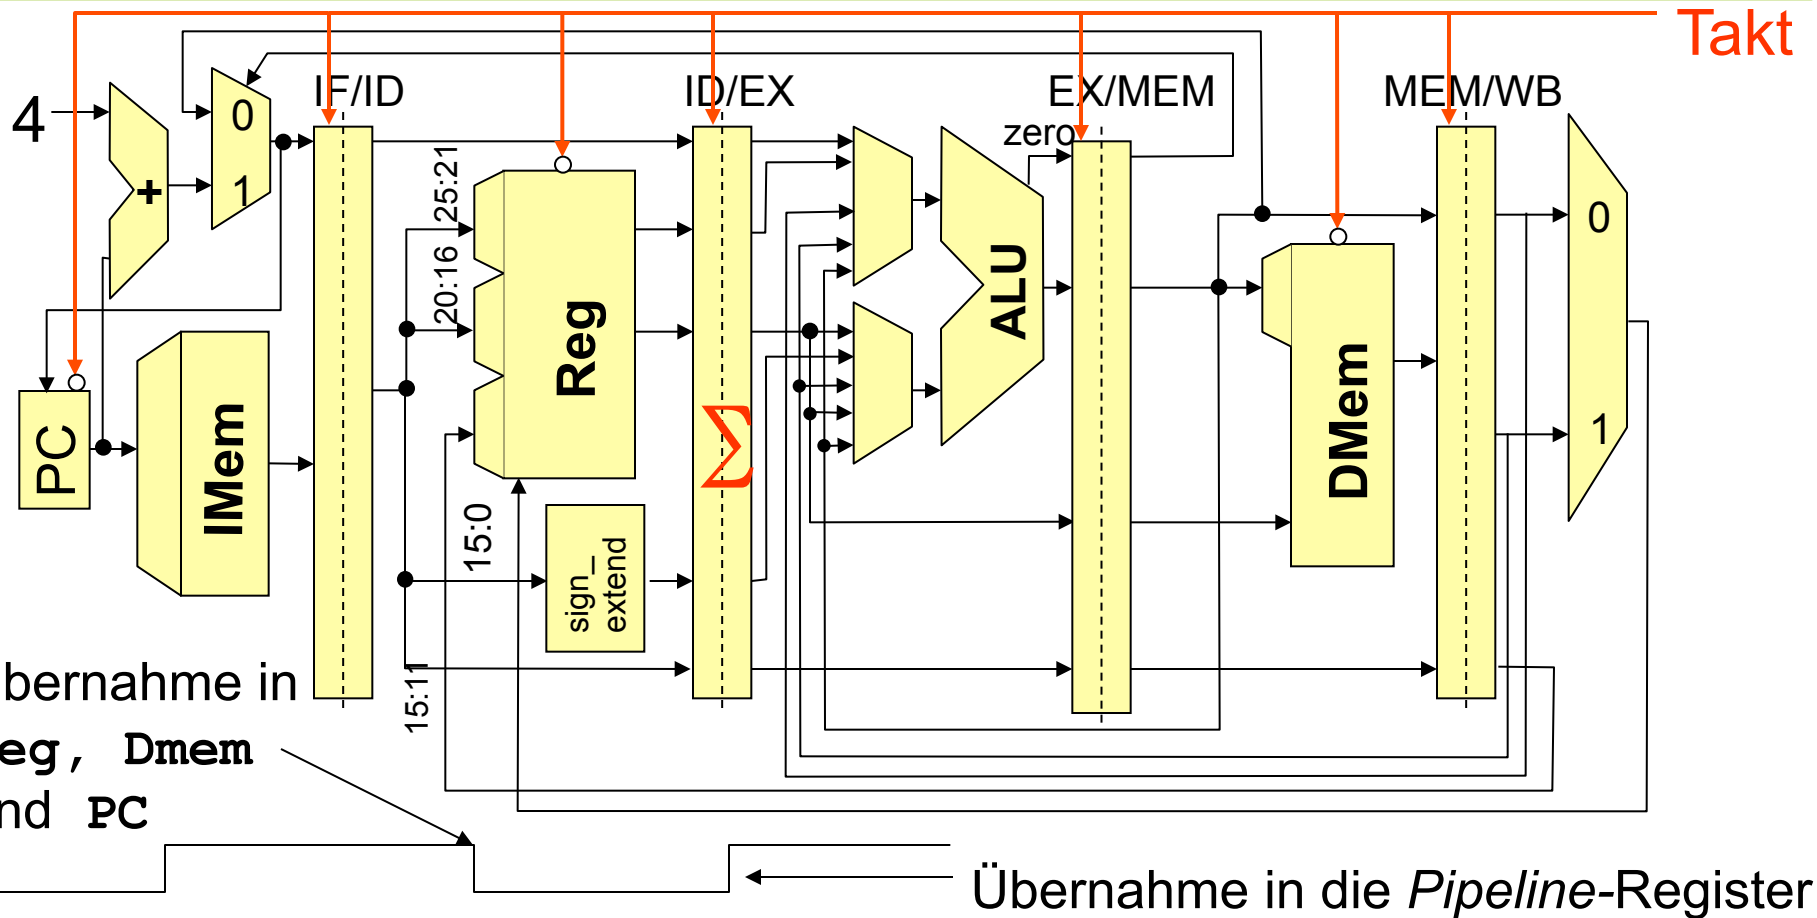 Takt
IF/ID
ID/EX
EX/MEM
MEM/WB
4
0
1
+
zero
25:21
20:16
15:0
15:11
0
1
PC
IMem
Reg
sign_
extend
ALU
DMem
∑
bernahme in
eg, Dmem
nd PC
Übernahme in die Pipeline-Register